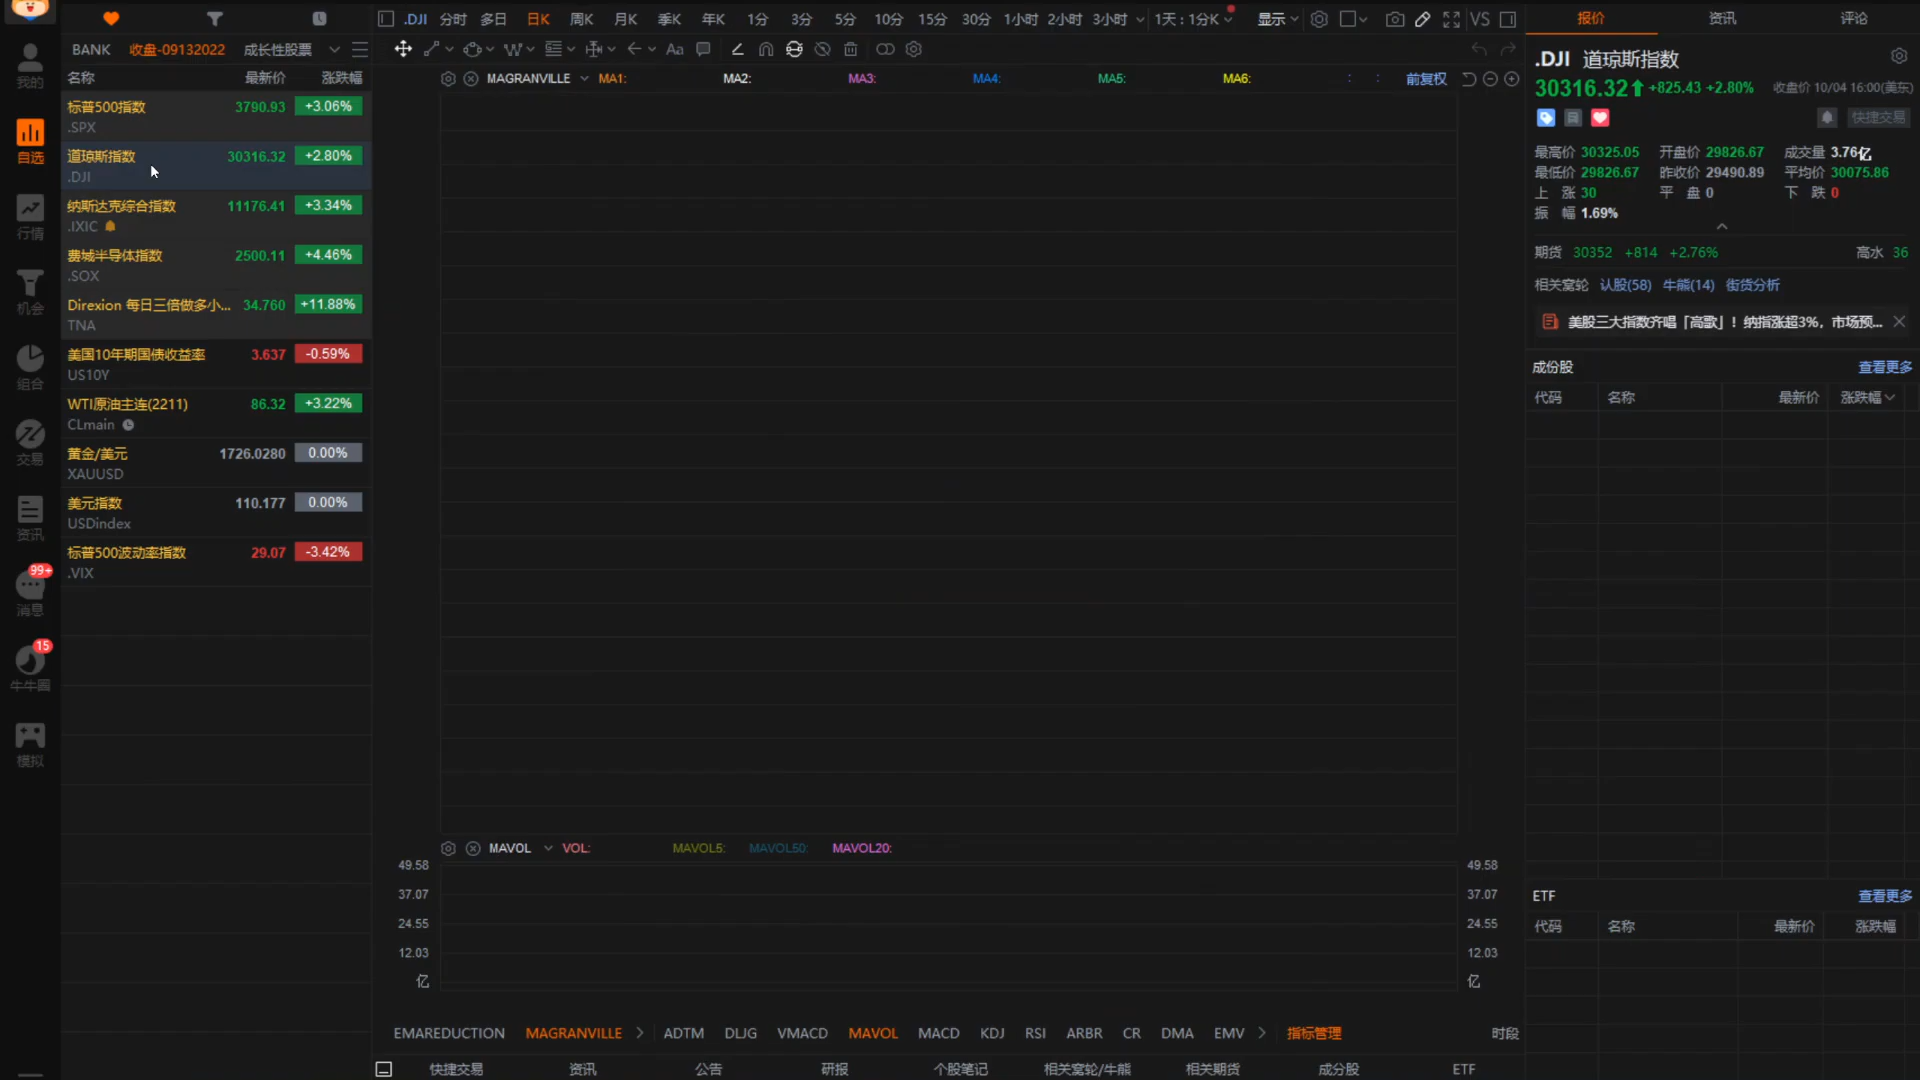 .DJI 分时 多日 日K 周K 月K 季K 年K 1分 3分 5分 10分 15分 30分 1小时 2小时 3小时 1天 : 1分K 显示 VS
报价 资讯 评论
我的
自选
行情
机会
组合
交易
资讯
99+
消息
15
牛牛圈
模拟
BANK 收盘-09132022 成长性股票
名称 最新价 涨跌幅
标普500指数 3790.93 +3.06%
.SPX
道琼斯指数 30316.32 +2.80%
.DJI
纳斯达克综合指数 11176.41 +3.34%
.IXIC
费城半导体指数 2500.11 +4.46%
.SOX
Direxion 每日三倍做多小... 34.760 +11.88%
TNA
美国10年期国债收益率 3.637 -0.59%
US10Y
WTI原油主连(2211) 86.32 +3.22%
CLmain
黄金/美元 1726.0280 0.00%
XAUUSD
美元指数 110.177 0.00%
USDindex
标普500波动率指数 29.07 -3.42%
.VIX
Aa
MAGRANVILLE MA1: MA2: MA3: MA4: MA5: MA6: : : 前复权
MAVOL VOL: MAVOL5: MAVOL50: MAVOL20:
49.58 49.58
37.07 37.07
24.55 24.55
12.03 12.03
亿 亿
EMAREDUCTION MAGRANVILLE ADTM DLJG VMACD MAVOL MACD KDJ RSI ARBR CR DMA EMV 指标管理 时段
快捷交易 资讯 公告 研报 个股笔记 相关窝轮/牛熊 相关期货 成分股 ETF
.DJI 道琼斯指数
30316.32 +825.43 +2.80% 收盘价 10/04 16:00(美东)
快捷交易
最高价 30325.05 开盘价 29826.67 成交量 3.76亿
最低价 29826.67 昨收价 29490.89 平均价 30075.86
上 涨 30 平 盘 0 下 跌 0
振 幅 1.69%
期货 30352 +814 +2.76% 高水 36
相关窝轮 认股(58) 牛熊(14) 街货分析
美股三大指数齐唱「高歌」！纳指涨超3%，市场预...
成份股 查看更多
代码 名称 最新价 涨跌幅
ETF 查看更多
代码 名称 最新价 涨跌幅